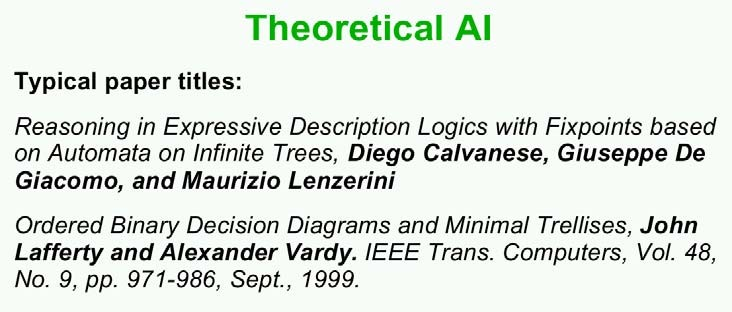 Theoretical AI
Typical paper titles:
Reasoning in Expressive Description Logics with Fixpoints based
on Automata on Infinite Trees, Diego Calvanese, Giuseppe De
Giacomo, and Maurizio Lenzerini
Ordered Binary Decision Diagrams and Minimal Trellises, John
Lafferty and Alexander Vardy. IEEE Trans. Computers, Vol. 48,
No. 9, pp. 971-986, Sept., 1999.